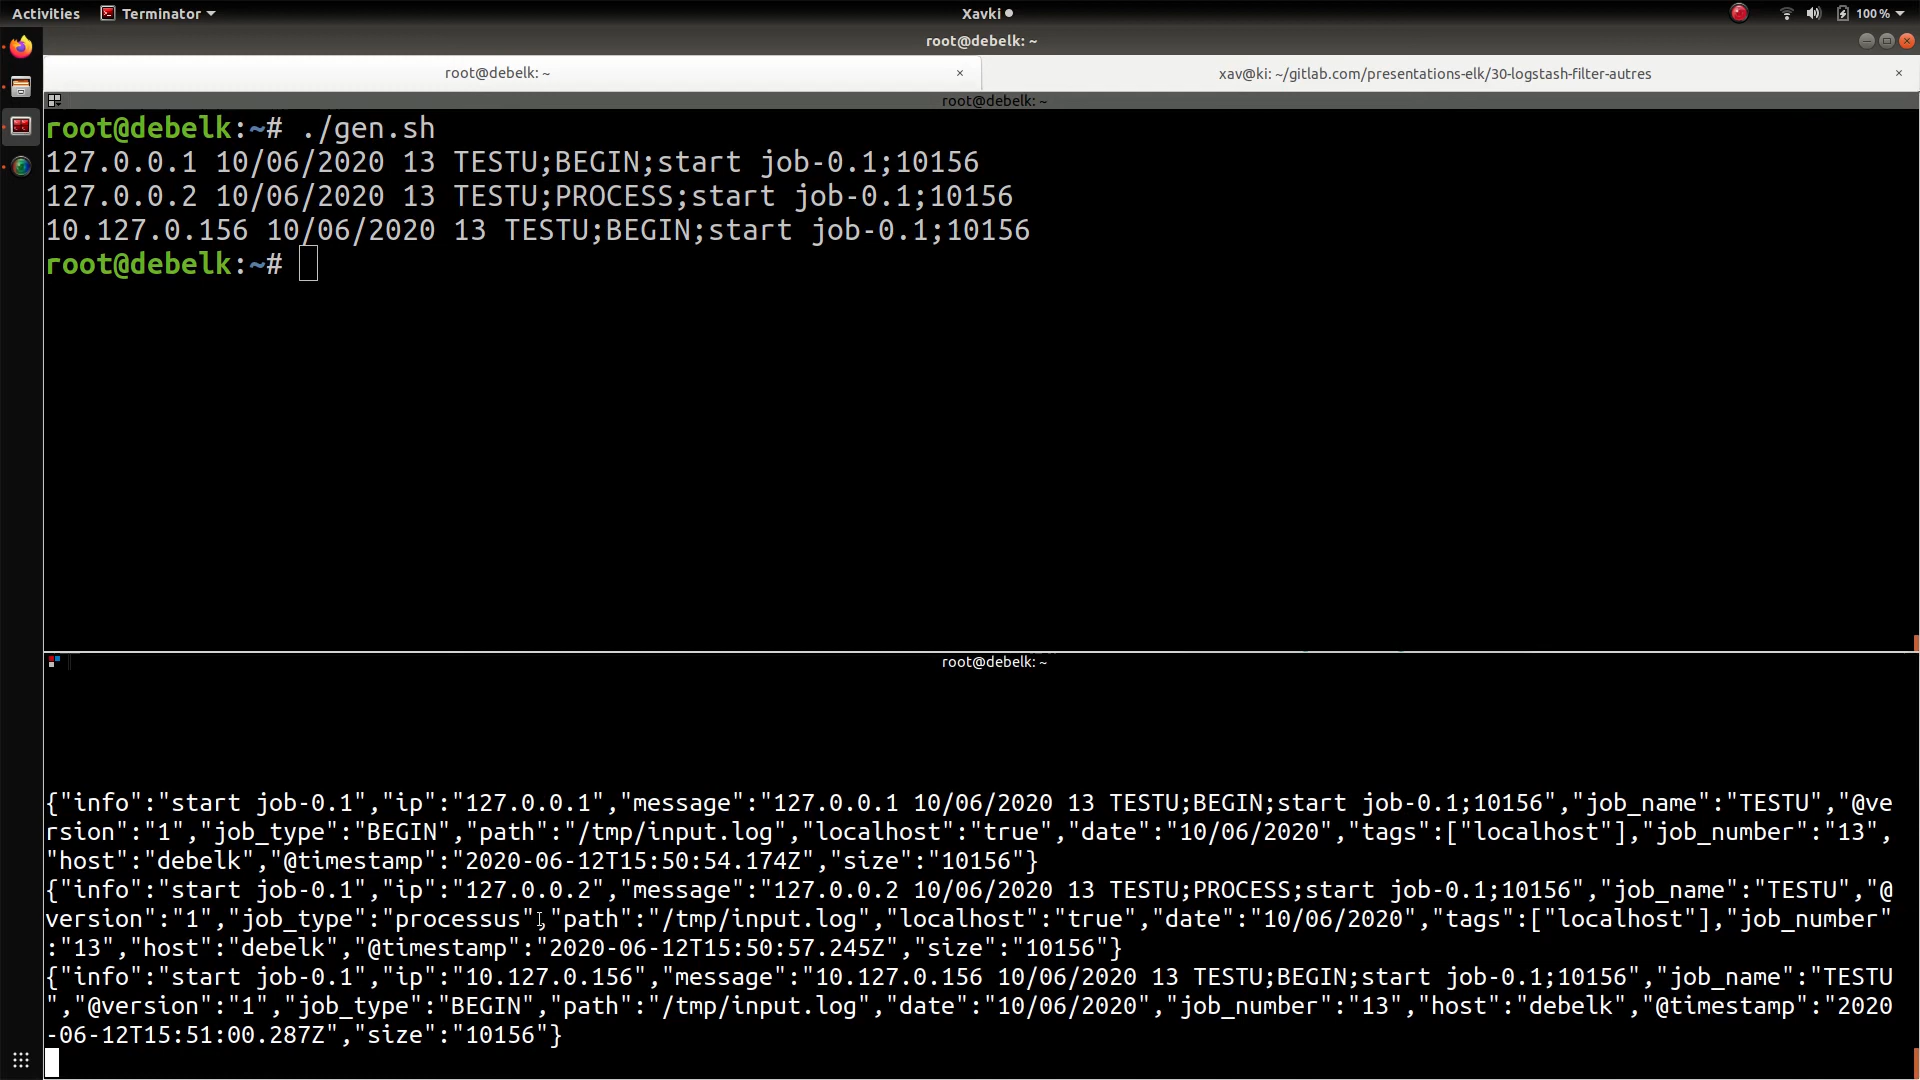 Activities
Terminator
Xavki
100 %
root@debelk: ~
root@debelk: ~ ×
xav@ki: ~/gitlab.com/presentations-elk/30-logstash-filter-autres ×
root@debelk: ~
root@debelk:~# ./gen.sh
127.0.0.1 10/06/2020 13 TESTU;BEGIN;start job-0.1;10156
127.0.0.2 10/06/2020 13 TESTU;PROCESS;start job-0.1;10156
10.127.0.156 10/06/2020 13 TESTU;BEGIN;start job-0.1;10156
root@debelk:~#
root@debelk: ~
{"info":"start job-0.1","ip":"127.0.0.1","message":"127.0.0.1 10/06/2020 13 TESTU;BEGIN;start job-0.1;10156","job_name":"TESTU","@ve
rsion":"1","job_type":"BEGIN","path":"/tmp/input.log","localhost":"true","date":"10/06/2020","tags":["localhost"],"job_number":"13",
"host":"debelk","@timestamp":"2020-06-12T15:50:54.174Z","size":"10156"}
{"info":"start job-0.1","ip":"127.0.0.2","message":"127.0.0.2 10/06/2020 13 TESTU;PROCESS;start job-0.1;10156","job_name":"TESTU","@
version":"1","job_type":"processus","path":"/tmp/input.log","localhost":"true","date":"10/06/2020","tags":["localhost"],"job_number"
:"13","host":"debelk","@timestamp":"2020-06-12T15:50:57.245Z","size":"10156"}
{"info":"start job-0.1","ip":"10.127.0.156","message":"10.127.0.156 10/06/2020 13 TESTU;BEGIN;start job-0.1;10156","job_name":"TESTU
","@version":"1","job_type":"BEGIN","path":"/tmp/input.log","date":"10/06/2020","job_number":"13","host":"debelk","@timestamp":"2020
-06-12T15:51:00.287Z","size":"10156"}